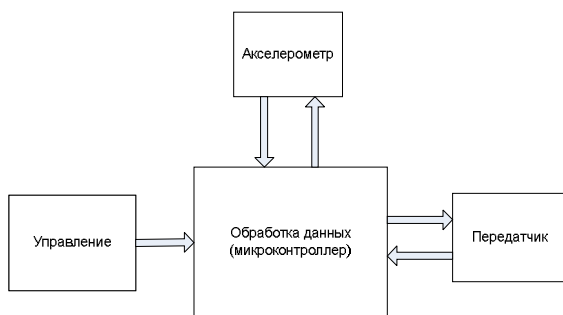 Акселерометр
Управление
Обработка данных
(микроконтроллер)
Передатчик